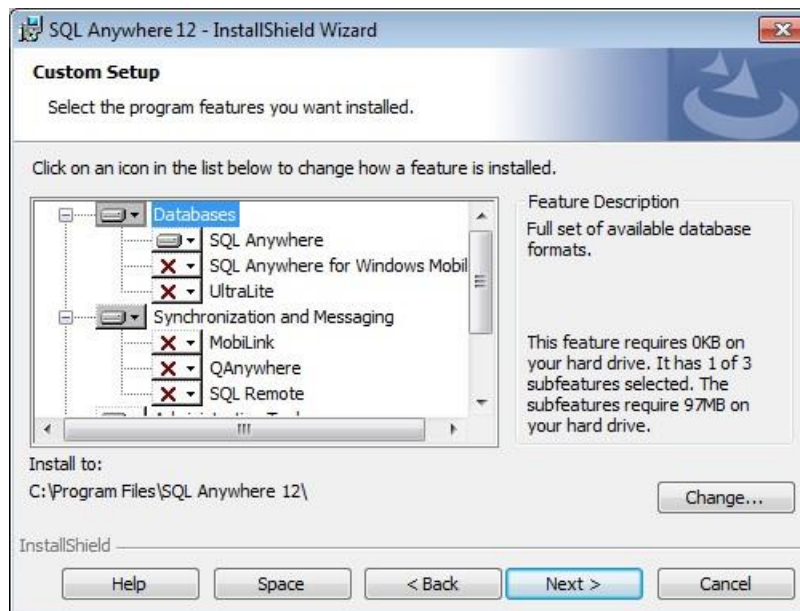 SQL Anywhere 12 - InstallShield Wizard
Custom Setup
Select the program features you want installed.
Click on an icon in the list below to change how a feature is installed.
Databases
SQL Anywhere
SQL Anywhere for Windows Mobil
UltraLite
Synchronization and Messaging
MobiLink
QAnywhere
SQL Remote
Feature Description
Full set of available database
formats.
This feature requires 0KB on
your hard drive. It has 1 of 3
subfeatures selected. The
subfeatures require 97MB on
your hard drive.
Install to:
C:\Program Files\SQL Anywhere 12\
Change...
InstallShield
Help
Space
< Back
Next >
Cancel